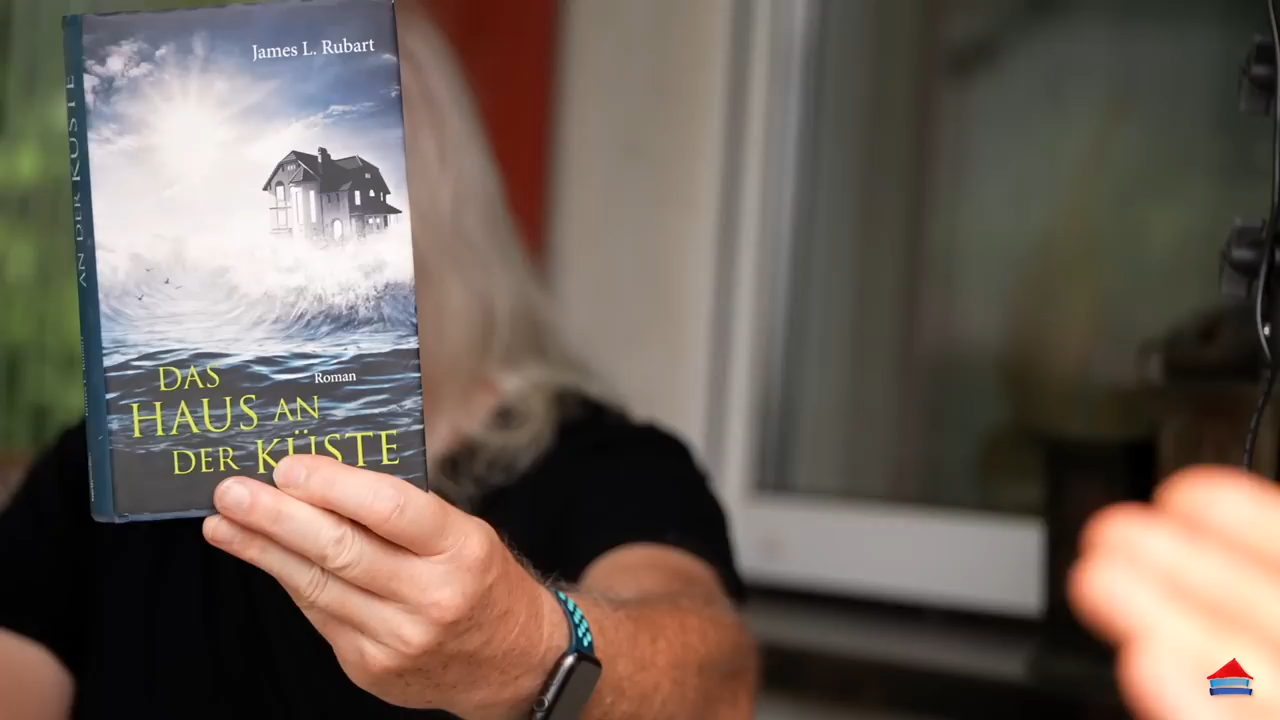 James L. Rubart
DAS
Roman
HAUS AN
DER KÜSTE
AN DER KÜSTE